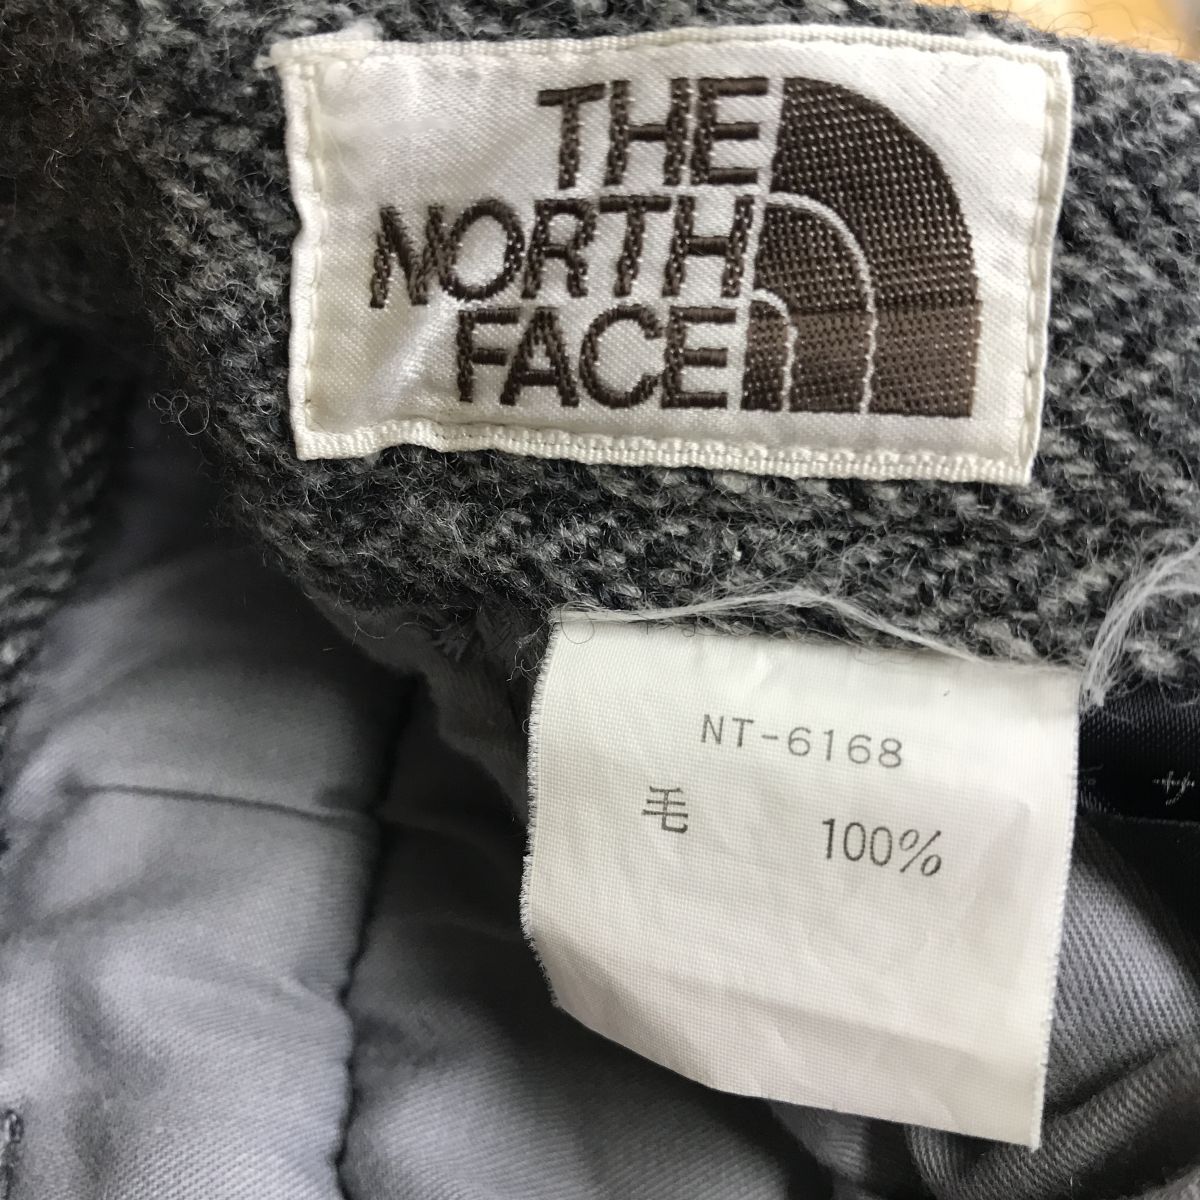 THE
NORTH
FACE
NT-6168
毛 100%